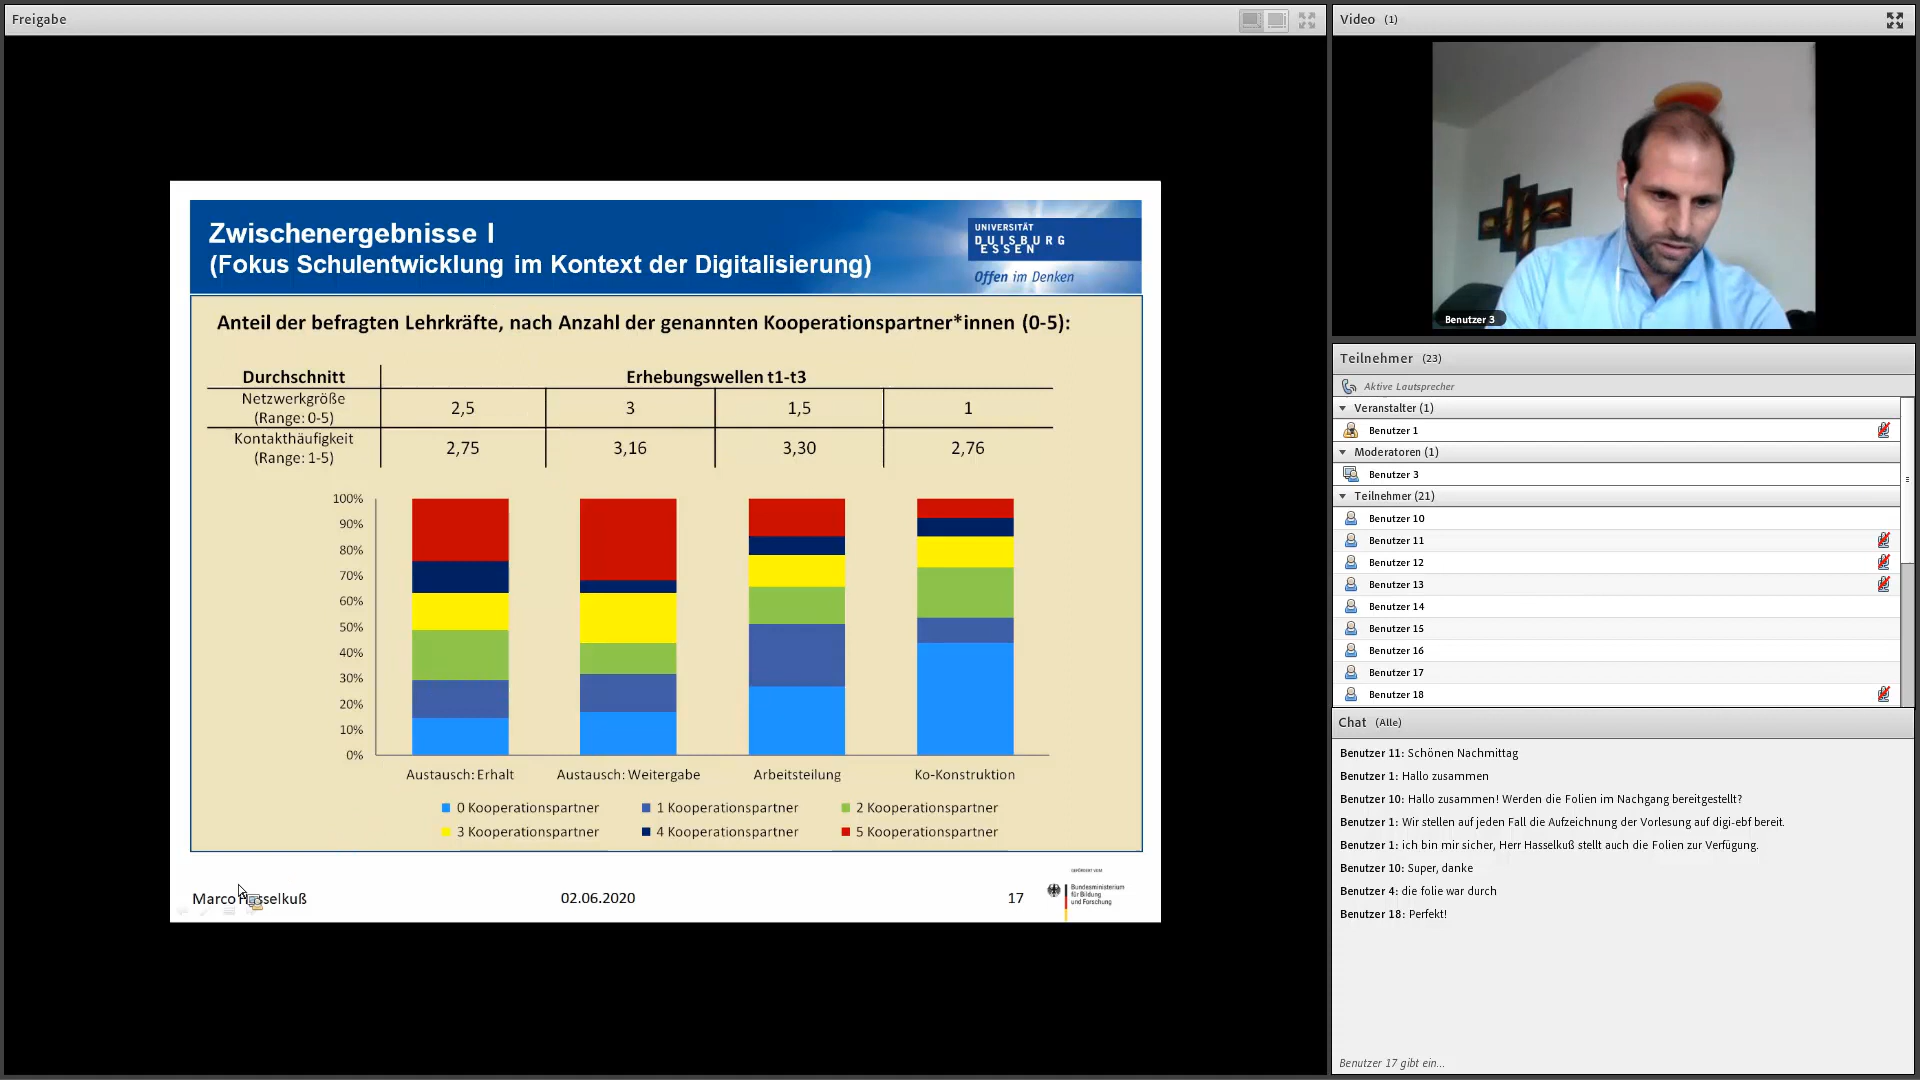 Freigabe
Zwischenergebnisse I
(Fokus Schulentwicklung im Kontext der Digitalisierung)
UNIVERSITÄT
DUISBURG
ESSEN
Offen im Denken
Anteil der befragten Lehrkräfte, nach Anzahl der genannten Kooperationspartner*innen (0-5):
Durchschnitt Erhebungswellen t1-t3
Netzwerkgröße
(Range: 0-5) 2,5 3 1,5 1
Kontakthäufigkeit
(Range: 1-5) 2,75 3,16 3,30 2,76
100%
90%
80%
70%
60%
50%
40%
30%
20%
10%
0%
Austausch: Erhalt Austausch: Weitergabe Arbeitsteilung Ko-Konstruktion
0 Kooperationspartner 1 Kooperationspartner 2 Kooperationspartner
3 Kooperationspartner 4 Kooperationspartner 5 Kooperationspartner
Marco Hasselkuß 02.06.2020 17
Bundesministerium
für Bildung
und Forschung
Video (1)
Benutzer 3
Teilnehmer (23)
Aktive Lautsprecher
Veranstalter (1)
Benutzer 1
Moderatoren (1)
Benutzer 3
Teilnehmer (21)
Benutzer 10
Benutzer 11
Benutzer 12
Benutzer 13
Benutzer 14
Benutzer 15
Benutzer 16
Benutzer 17
Benutzer 18
Chat (Alle)
Benutzer 11: Schönen Nachmittag
Benutzer 1: Hallo zusammen
Benutzer 10: Hallo zusammen! Werden die Folien im Nachgang bereitgestellt?
Benutzer 1: Wir stellen auf jeden Fall die Aufzeichnung der Vorlesung auf digi-ebf bereit.
Benutzer 1: ich bin mir sicher, Herr Hasselkuß stellt auch die Folien zur Verfügung.
Benutzer 10: Super, danke
Benutzer 4: die folie war durch
Benutzer 18: Perfekt!
Benutzer 17 gibt ein...